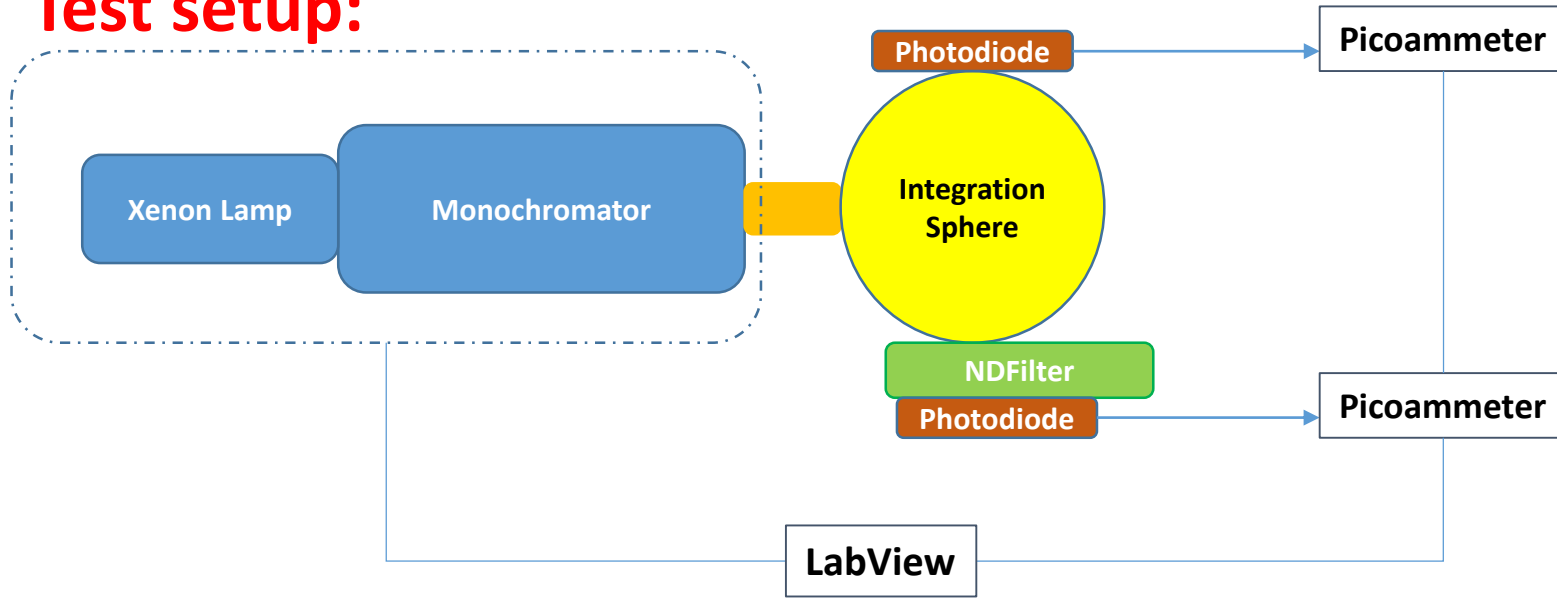 Test setup:
Photodiode
Picoammeter
Xenon Lamp
Monochromator
Integration
Sphere
NDFilter
Photodiode
Picoammeter
LabView